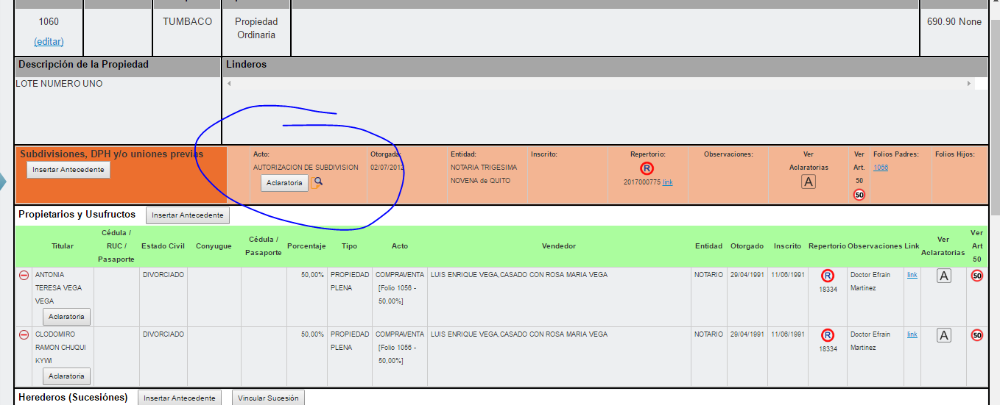 1060
(editar)
TUMBACO
Propiedad
Ordinaria
690.90 None
Descripción de la Propiedad
Linderos
LOTE NUMERO UNO
Subdivisiones, DPH y/o uniones previas
Insertar Antecedente
Acto:
AUTORIZACION DE SUBDIVISION
Aclaratoria
Otorgada:
02/07/2012
Entidad:
NOTARIA TRIGESIMA
NOVENA de QUITO
Inscrito:
Repertorio:
R
2017000775 link
Observaciones:
Ver
Aclaratorias
A
Ver
Art.
50
50
Folios Padres:
1056
Folios Hijos:
Propietarios y Usufructos
Insertar Antecedente
Titular
Cédula /
RUC /
Pasaporte
Estado Civil
Conyugue
Cédula /
Pasaporte
Porcentaje
Tipo
Acto
Vendedor
Entidad
Otorgado
Inscrito
Repertorio
Observaciones
Link
Ver
Aclaratorias
Ver
Art
50
ANTONIA
TERESA VEGA
VEGA
Aclaratoria
DIVORCIADO
50,00%
PROPIEDAD
PLENA
COMPRAVENTA
[Folio 1056 -
50,00%]
LUIS ENRIQUE VEGA,CASADO CON ROSA MARIA VEGA
NOTARIO
29/04/1991
11/06/1991
R
18334
Doctor Efrain
Martinez
link
A
50
CLODOMIRO
RAMON CHUQUI
KYWI
Aclaratoria
DIVORCIADO
50,00%
PROPIEDAD
PLENA
COMPRAVENTA
[Folio 1056 -
50,00%]
LUIS ENRIQUE VEGA,CASADO CON ROSA MARIA VEGA
NOTARIO
29/04/1991
11/06/1991
R
18334
Doctor Efrain
Martinez
link
A
50
Herederos (Sucesiónes)
Insertar Antecedente
Vincular Sucesión